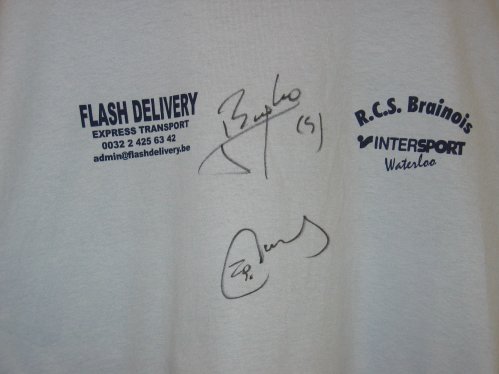 FLASH DELIVERY
EXPRESS TRANSPORT
0032 2 425 63 42
admin@flashdelivery.be
(5)
R.C.S. Brainois
INTERSPORT
Waterloo